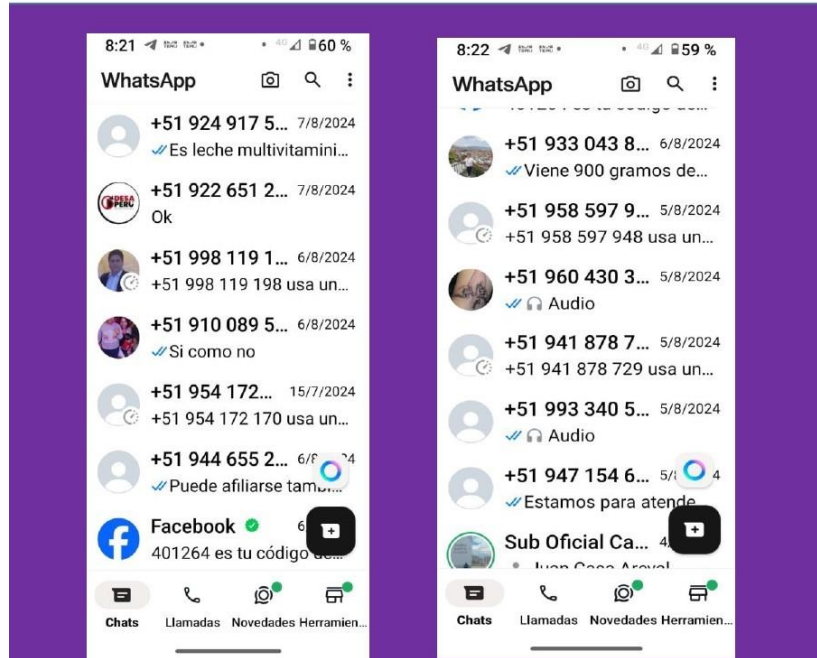 8:21 4G 60 %
WhatsApp
+51 924 917 5... 7/8/2024
Es leche multivitamini...
+51 922 651 2... 7/8/2024
Ok
+51 998 119 1... 6/8/2024
+51 998 119 198 usa un...
+51 910 089 5... 6/8/2024
Si como no
+51 954 172... 15/7/2024
+51 954 172 170 usa un...
+51 944 655 2... 6/8
Puede afiliarse
Facebook 6
401264 es tu código
Chats Llamadas Novedades Herramien...
8:22 4G 59 %
WhatsApp
+51 933 043 8... 6/8/2024
Viene 900 gramos de...
+51 958 597 9... 5/8/2024
+51 958 597 948 usa un...
+51 960 430 3... 5/8/2024
Audio
+51 941 878 7... 5/8/2024
+51 941 878 729 usa un...
+51 993 340 5... 5/8/2024
Audio
+51 947 154 6... 5/
Estamos para atende
Sub Oficial Ca... 4
Chats Llamadas Novedades Herramien...